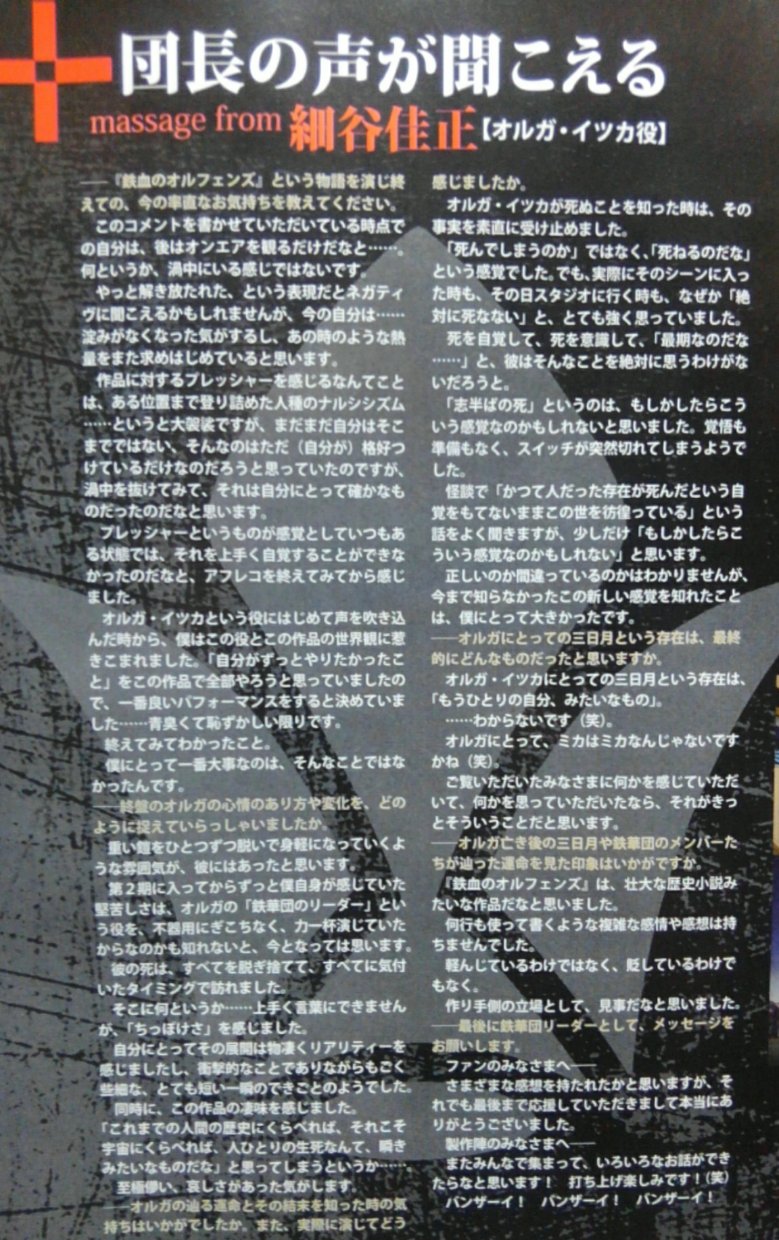 団長の声が聞こえる
massage from 細谷佳正【オルガ・イツカ役】
――『鉄血のオルフェンズ』という物語を演じ終
えての、今の率直なお気持ちを教えてください。
このコメントを書かせていただいている時点で
の自分は、後はオンエアを観るだけだなと……。
何というか、渦中にいる感じではないです。
やっと解き放たれた、という表現だとネガティ
ヴに聞こえるかもしれませんが、今の自分は……
淀みがなくなった気がするし、あの時のような熱
量をまた求めはじめていると思います。
作品に対するプレッシャーを感じるなんてこと
は、ある位置まで登り詰めた人種のナルシシズム
……というと大袈裟ですが、まだまだ自分はそこ
までではない、そんなのはただ（自分が）格好つ
けているだけなのだろうと思っていたのですが、
渦中を抜けてみて、それは自分にとって確かなも
のだったのだなと思います。
プレッシャーというものが感覚としていつもあ
る状態では、それを上手く自覚することができな
かったのだなと、アフレコを終えてみてから感じ
ました。
オルガ・イツカという役にはじめて声を吹き込
んだ時から、僕はこの役とこの作品の世界観に惹
きこまれました。「自分がずっとやりたかったこ
と」をこの作品で全部やろうと思っていましたの
で、一番良いパフォーマンスをすると決めていま
した……青臭くて恥ずかしい限りです。
終えてみてわかったこと。
僕にとって一番大事なのは、そんなことではな
かったんです。
――終盤のオルガの心情のあり方や変化を、どの
ように捉えていらっしゃいましたか。
重い鎧をひとつずつ脱いで身軽になっていくよ
うな雰囲気が、彼にはあったと思います。
第２期に入ってからずっと僕自身が感じていた
堅苦しさは、オルガの「鉄華団のリーダー」とい
う役を、不器用にぎこちなく、力一杯演じていた
からなのかも知れないと、今となっては思います。
彼の死は、すべてを脱ぎ捨てて、すべてに気付
いたタイミングで訪れました。
そこに何というか……上手く言葉にできません
が、「ちっぽけさ」を感じました。
自分にとってその展開は物凄くリアリティーを
感じましたし、衝撃的なことでありながらもごく
些細な、とても短い一瞬のできごとのようでした。
同時に、この作品の凄味を感じました。
「これまでの人間の歴史にくらべれば、それこそ
宇宙にくらべれば、人ひとりの生死なんて、瞬き
みたいなものだな」と思ってしまうというか……
至極儚い、哀しさがあった気がします。
――オルガの辿る運命とその結末を知った時の気
持ちはいかがでしたか。また、実際に演じてどう
感じましたか。
オルガ・イツカが死ぬことを知った時は、その
事実を素直に受け止めました。
「死んでしまうのか」ではなく、「死ねるのだな」
という感覚でした。でも、実際にそのシーンに入っ
た時も、その日スタジオに行く時も、なぜか「絶
対に死なない」と、とても強く思っていました。
死を自覚して、死を意識して、「最期なのだな
……」と、彼はそんなことを絶対に思うわけがな
いだろうと。
「志半ばの死」というのは、もしかしたらこう
いう感覚なのかもしれないと思いました。覚悟も
準備もなく、スイッチが突然切れてしまうようで
した。
怪談で「かつて人だった存在が死んだという自
覚をもてないままこの世を彷徨っている」という
話をよく聞きますが、少しだけ「もしかしたらこ
ういう感覚なのかもしれない」と思います。
正しいのか間違っているのかはわかりませんが、
今まで知らなかったこの新しい感覚を知れたこと
は、僕にとって大きかったです。
――オルガにとっての三日月という存在は、最終
的にどんなものだったと思いますか。
オルガ・イツカにとっての三日月という存在は、
「もうひとりの自分、みたいなもの」。
……わからないです（笑）。
オルガにとって、ミカはミカなんじゃないです
かね（笑）。
ご覧いただいたみなさまに何かを感じていただ
いて、何かを思っていただいたなら、それがきっ
とそういうことだと思います。
――オルガ亡き後の三日月や鉄華団のメンバーた
ちが辿った運命を見た印象はいかがですか。
『鉄血のオルフェンズ』は、壮大な歴史小説み
たいな作品だなと思いました。
何行も使って書くような複雑な感情や感想は持
ちませんでした。
軽んじているわけではなく、貶しているわけで
もなく。
作り手側の立場として、見事だなと思いました。
――最後に鉄華団リーダーとして、メッセージを
お願いします。
ファンのみなさまへ――
さまざまな感想を持たれたかと思いますが、そ
れでも最後まで応援していただきまして本当にあ
りがとうございました。
製作陣のみなさまへ――
またみんなで集まって、いろいろなお話ができ
たらなと思います！　打ち上げ楽しみです！（笑）
バンザーイ！　バンザーイ！　バンザーイ！